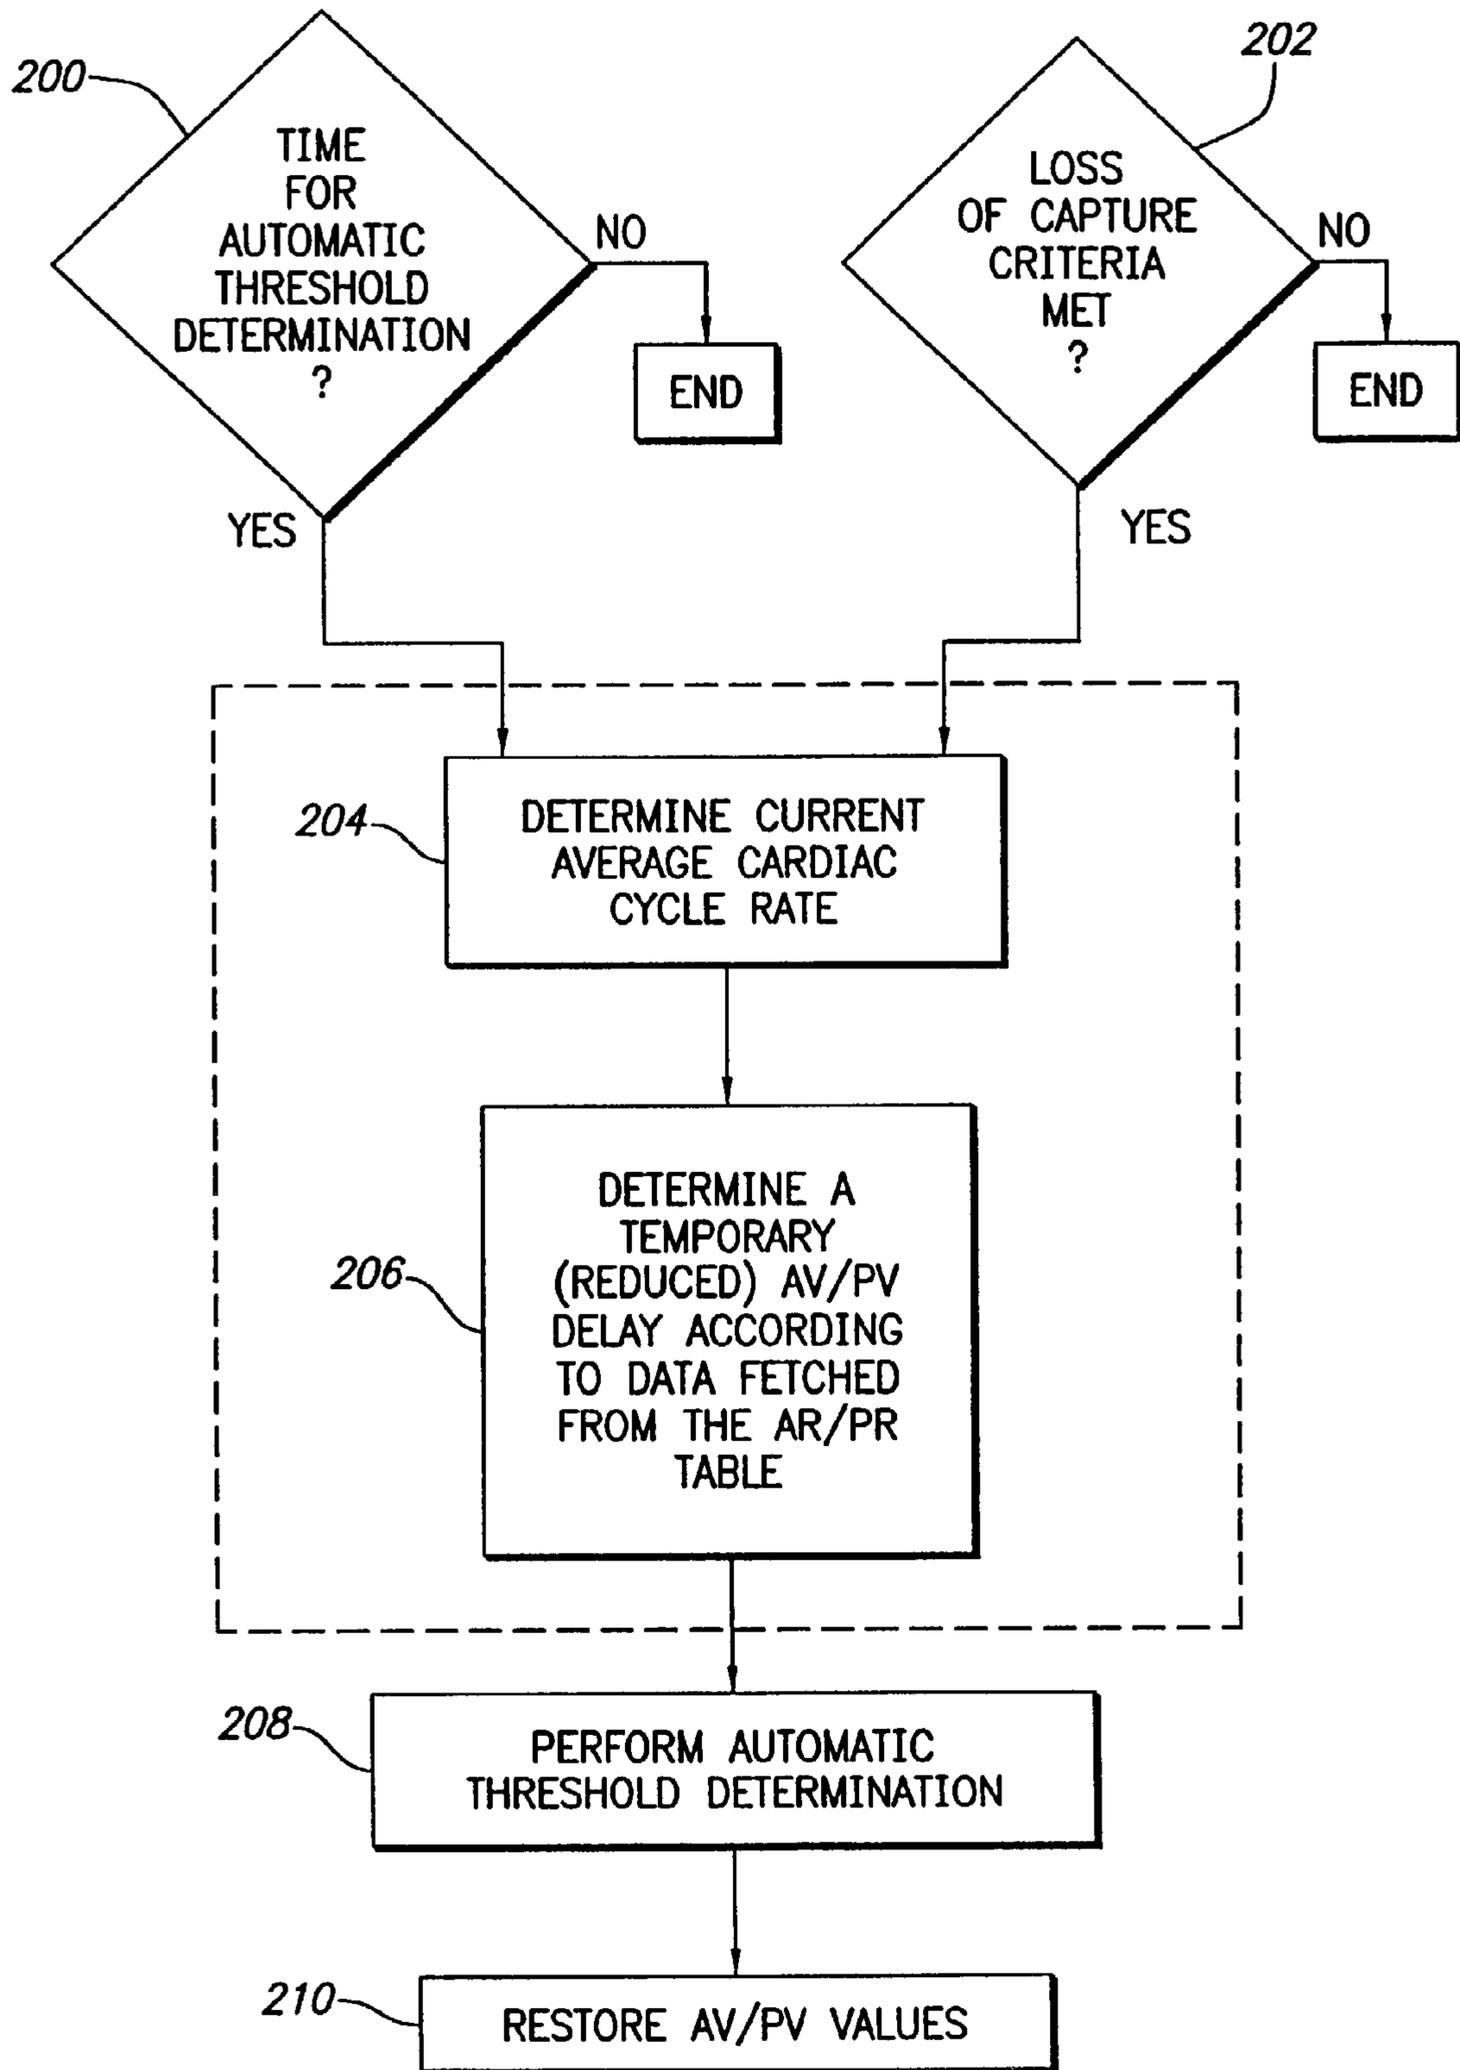 200
TIME
FOR
AUTOMATIC
THRESHOLD
DETERMINATION
?
NO
END
YES
202
LOSS
OF CAPTURE
CRITERIA
MET
?
NO
END
YES
204
DETERMINE CURRENT
AVERAGE CARDIAC
CYCLE RATE
206
DETERMINE A
TEMPORARY
(REDUCED) AV/PV
DELAY ACCORDING
TO DATA FETCHED
FROM THE AR/PR
TABLE
208
PERFORM AUTOMATIC
THRESHOLD DETERMINATION
210
RESTORE AV/PV VALUES